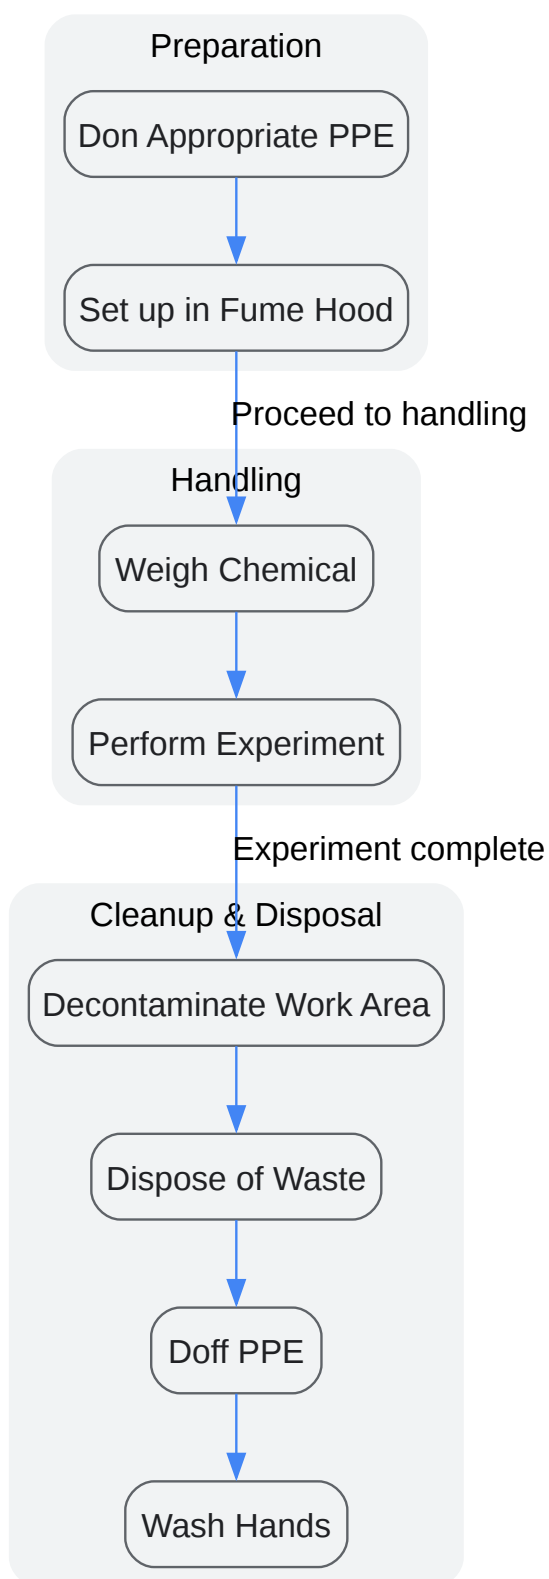 Preparation
Don Appropriate PPE
Set up in Fume Hood
Proceed to handling
Handling
Weigh Chemical
Perform Experiment
Experiment complete
Cleanup & Disposal
Decontaminate Work Area
Dispose of Waste
Doff PPE
Wash Hands